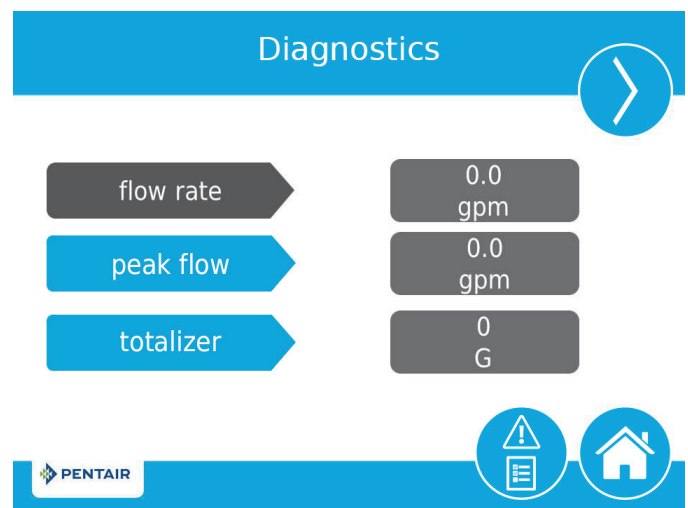 Diagnostics
flow rate
0.0
gpm
peak flow
0.0
gpm
totalizer
0
G
PENTAIR